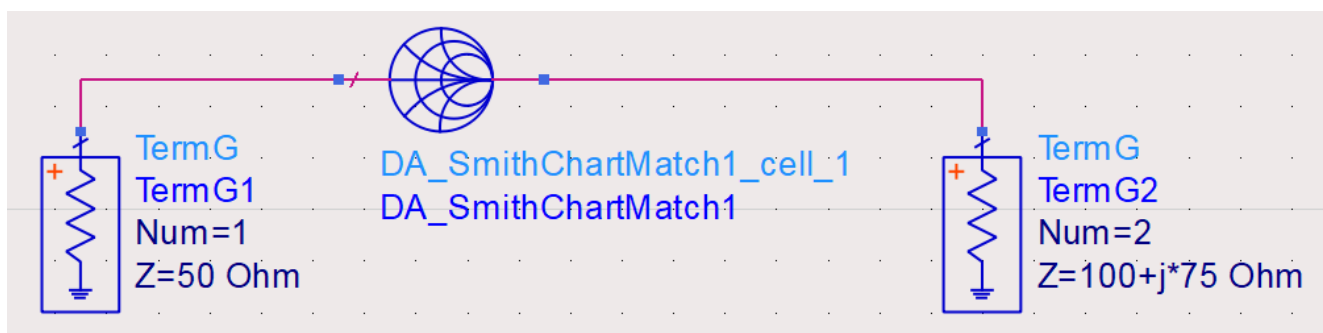 TermG
TermG1
Num=1
Z=50 Ohm
DA_SmithChartMatch1_cell_1
DA_SmithChartMatch1
TermG
TermG2
Num=2
Z=100+j*75 Ohm